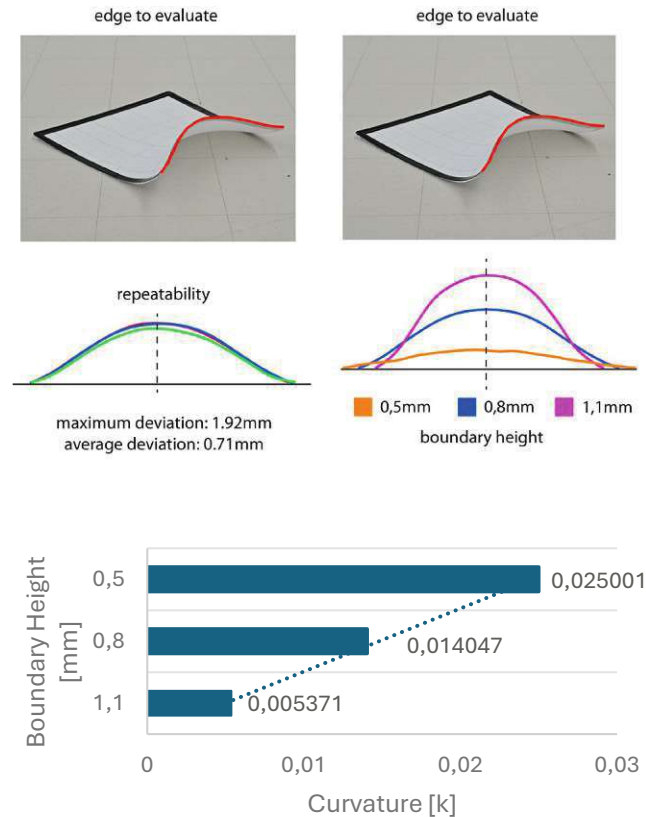 edge to evaluate
edge to evaluate
repeatability
maximum deviation: 1.92mm
average deviation: 0.71mm
0,5mm 0,8mm 1,1mm
boundary height
Boundary Height
[mm]
0,5
0,025001
0,8
0,014047
1,1
0,005371
0 0,01 0,02 0,03
Curvature [k]